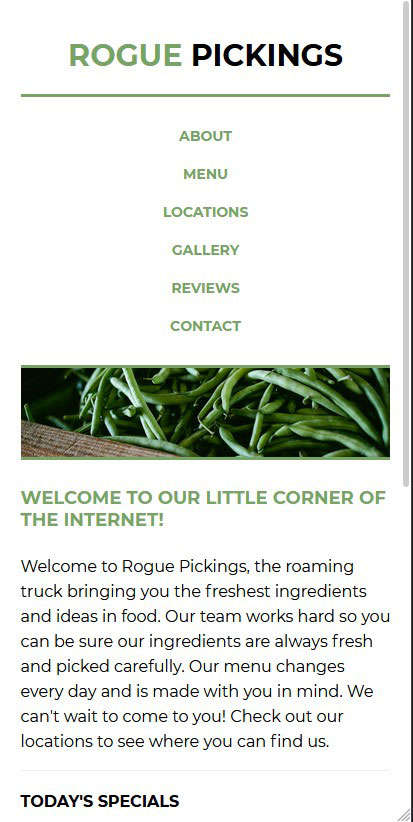 ROGUE PICKINGS
ABOUT
MENU
LOCATIONS
GALLERY
REVIEWS
CONTACT
WELCOME TO OUR LITTLE CORNER OF
THE INTERNET!
Welcome to Rogue Pickings, the roaming
truck bringing you the freshest ingredients
and ideas in food. Our team works hard so you
can be sure our ingredients are always fresh
and picked carefully. Our menu changes
every day and is made with you in mind. We
can't wait to come to you! Check out our
locations to see where you can find us.
TODAY'S SPECIALS